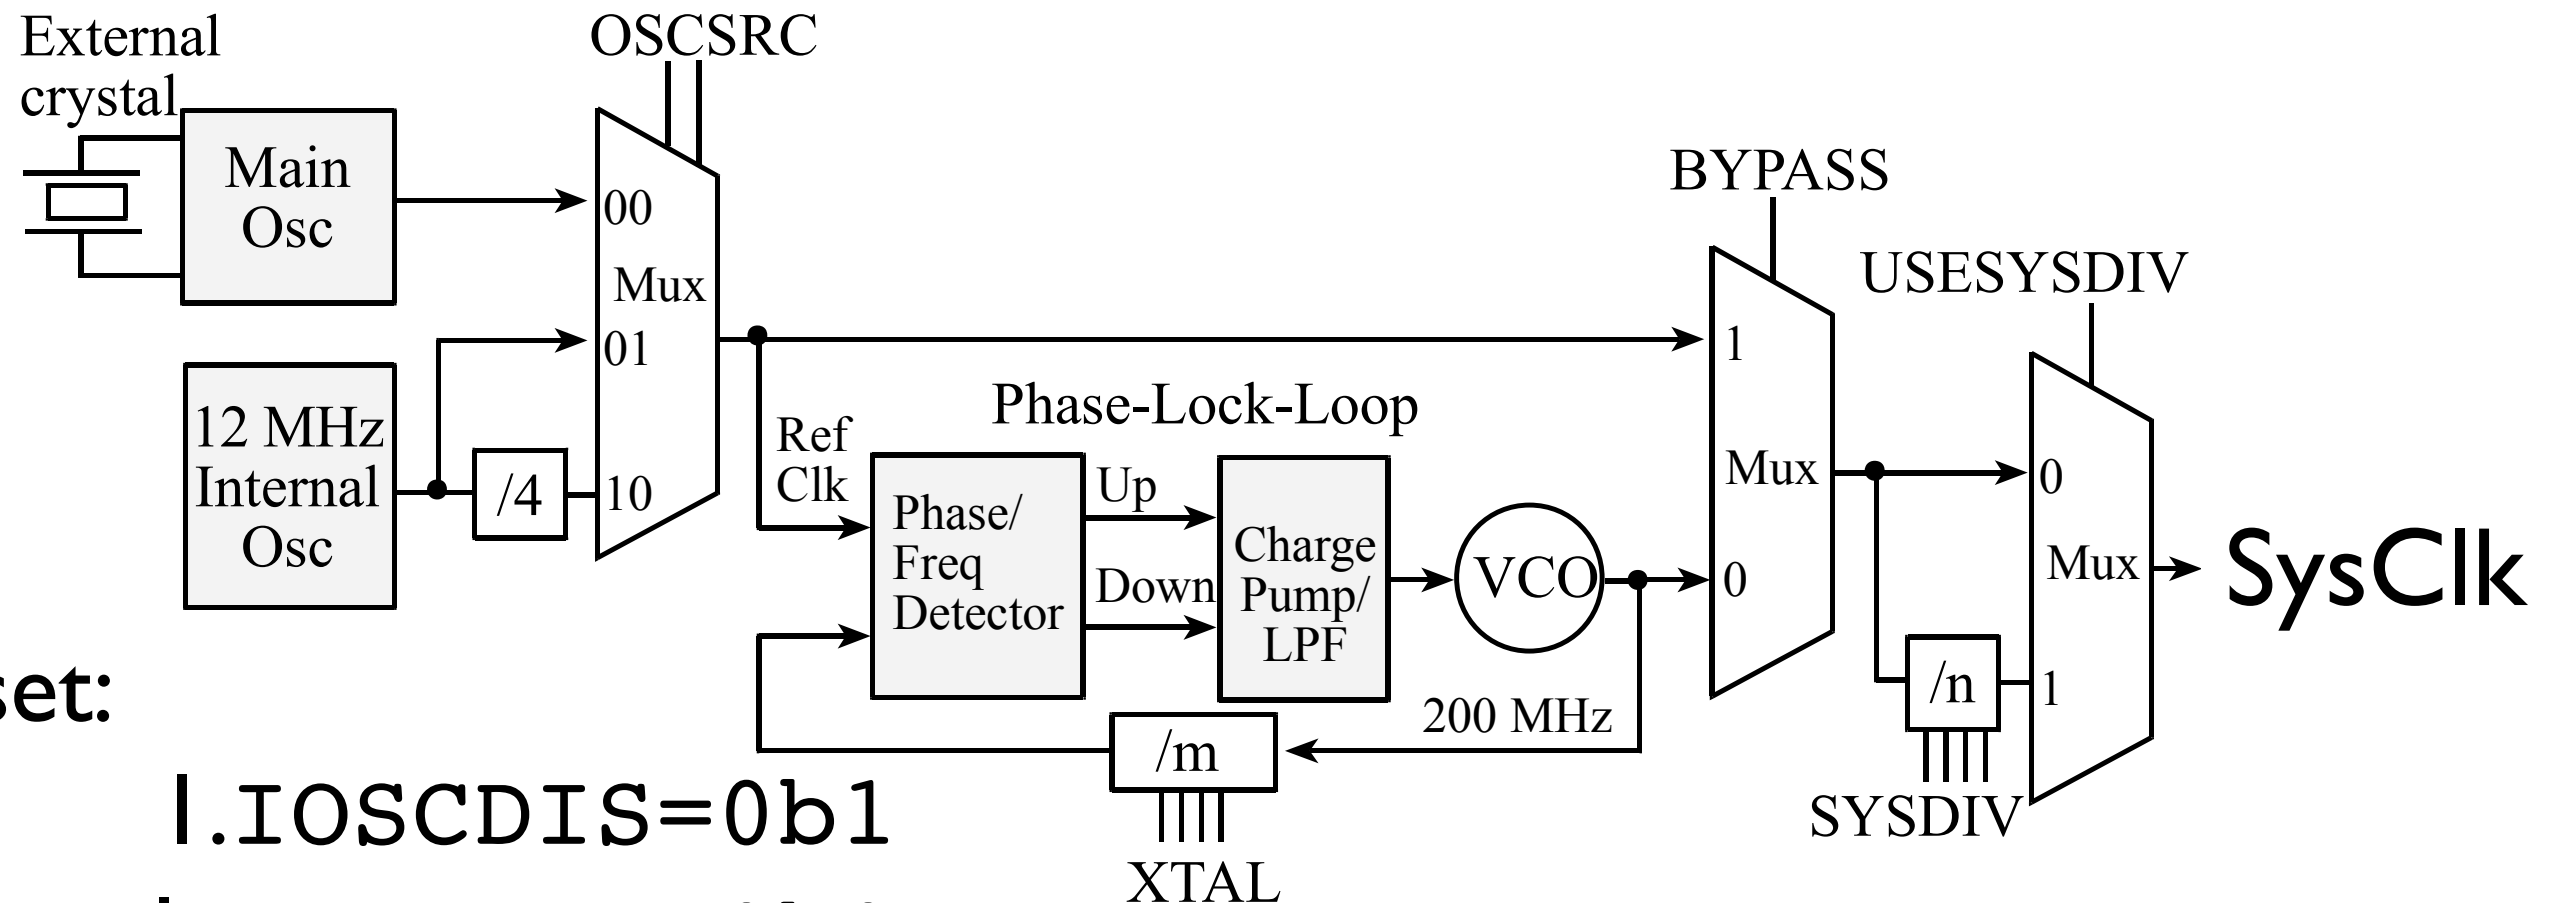 External
crystal
OSCSRC
Main
Osc
00
Mux
01
10
12 MHz
Internal
Osc
/4
BYPASS
1
Mux
0
USESYSDIV
0
Mux
1
/n
SYSDIV
SysClk
Phase-Lock-Loop
Ref
Clk
Phase/
Freq
Detector
Up
Down
Charge
Pump/
LPF
VCO
200 MHz
/m
XTAL
set:
1.IOSCDIS=0b1